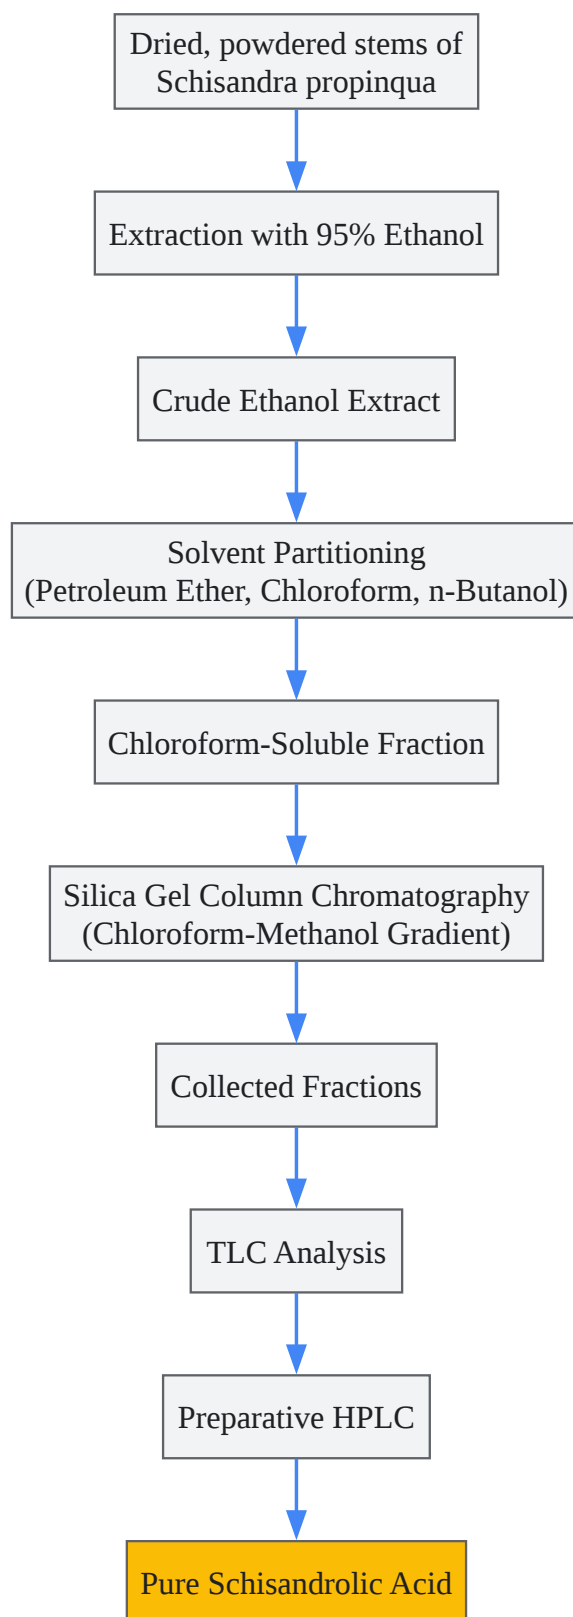 Dried, powdered stems of
Schisandra propinqua
Extraction with 95% Ethanol
Crude Ethanol Extract
Solvent Partitioning
(Petroleum Ether, Chloroform, n-Butanol)
Chloroform-Soluble Fraction
Silica Gel Column Chromatography
(Chloroform-Methanol Gradient)
Collected Fractions
TLC Analysis
Preparative HPLC
Pure Schisandrolic Acid